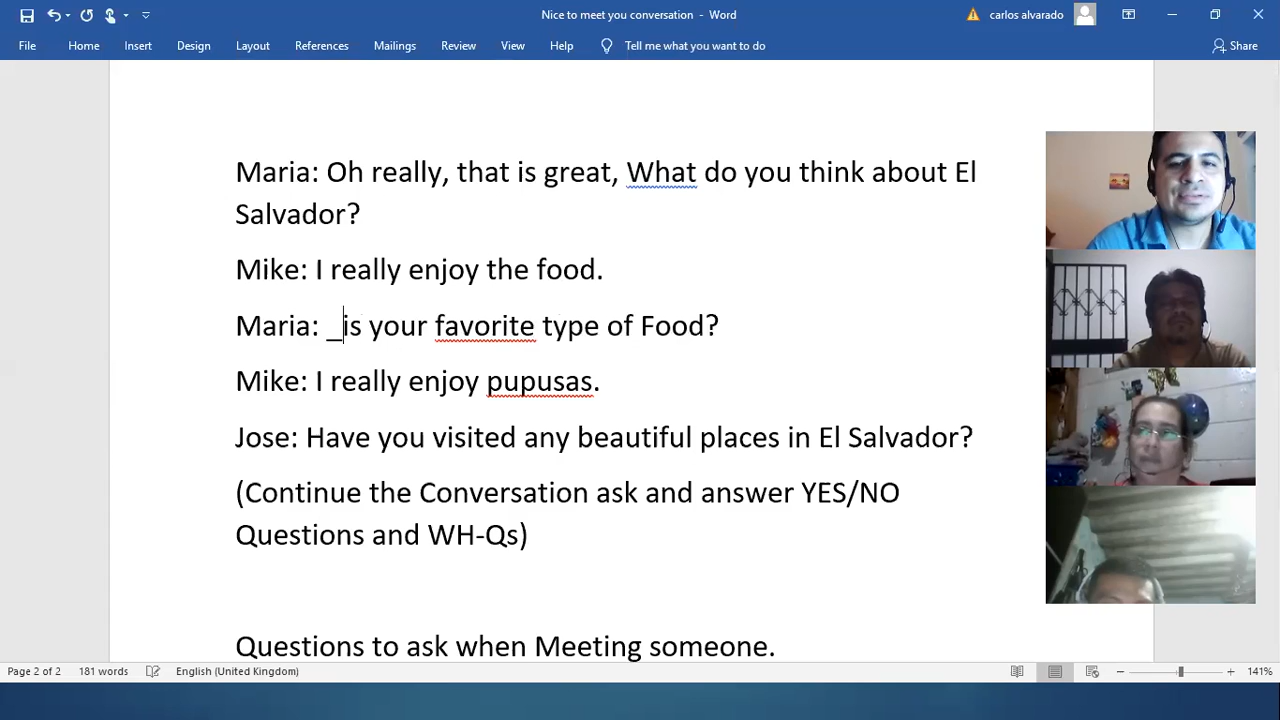 Nice to meet you conversation - Word
carlos alvarado
File Home Insert Design Layout References Mailings Review View Help Tell me what you want to do Share
Maria: Oh really, that is great, What do you think about El
Salvador?
Mike: I really enjoy the food.
Maria: _is your favorite type of Food?
Mike: I really enjoy pupusas.
Jose: Have you visited any beautiful places in El Salvador?
(Continue the Conversation ask and answer YES/NO
Questions and WH-Qs)
Questions to ask when Meeting someone.
Page 2 of 2 181 words English (United Kingdom) 141%